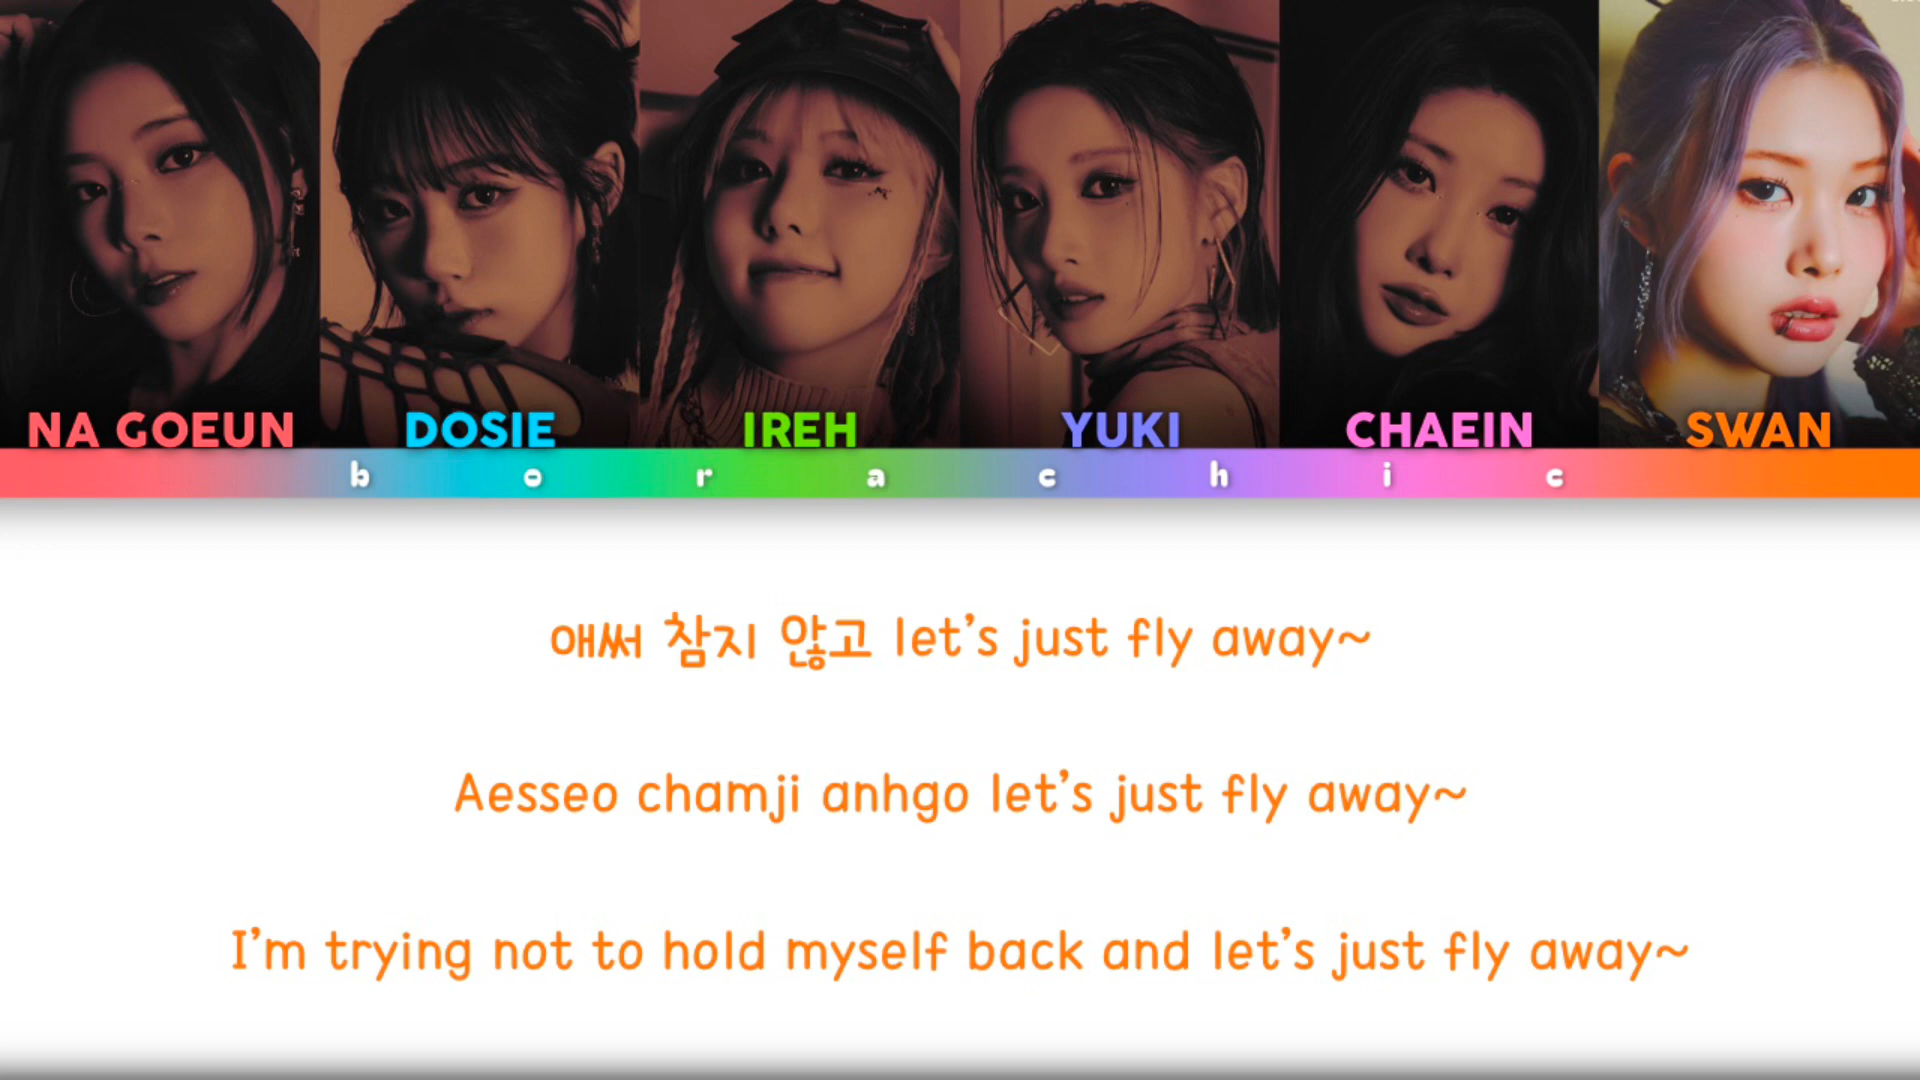 NA GOEUN DOSIE IREH YUKI CHAEIN SWAN
b o r a c h i c
애써 참지 않고 let's just fly away~
Aesseo chamji anhgo let's just fly away~
I'm trying not to hold myself back and let's just fly away~